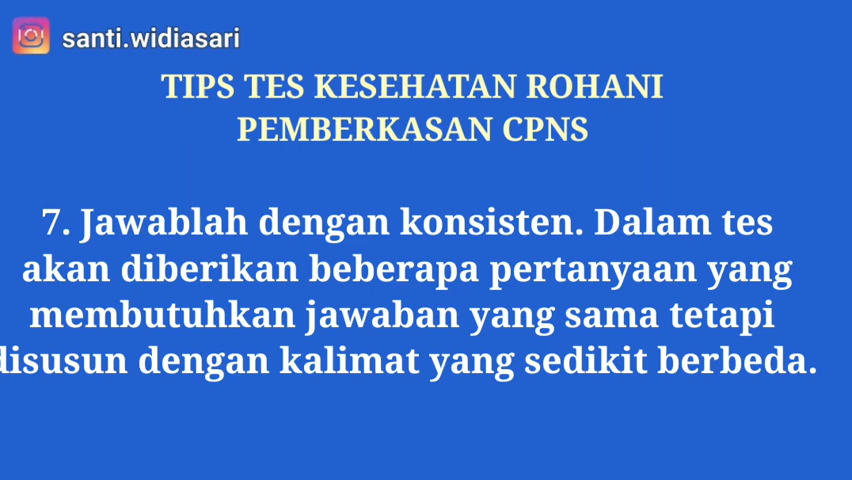 santi.widiasari
TIPS TES KESEHATAN ROHANI
PEMBERKASAN CPNS
7. Jawablah dengan konsisten. Dalam tes
akan diberikan beberapa pertanyaan yang
membutuhkan jawaban yang sama tetapi
disusun dengan kalimat yang sedikit berbeda.